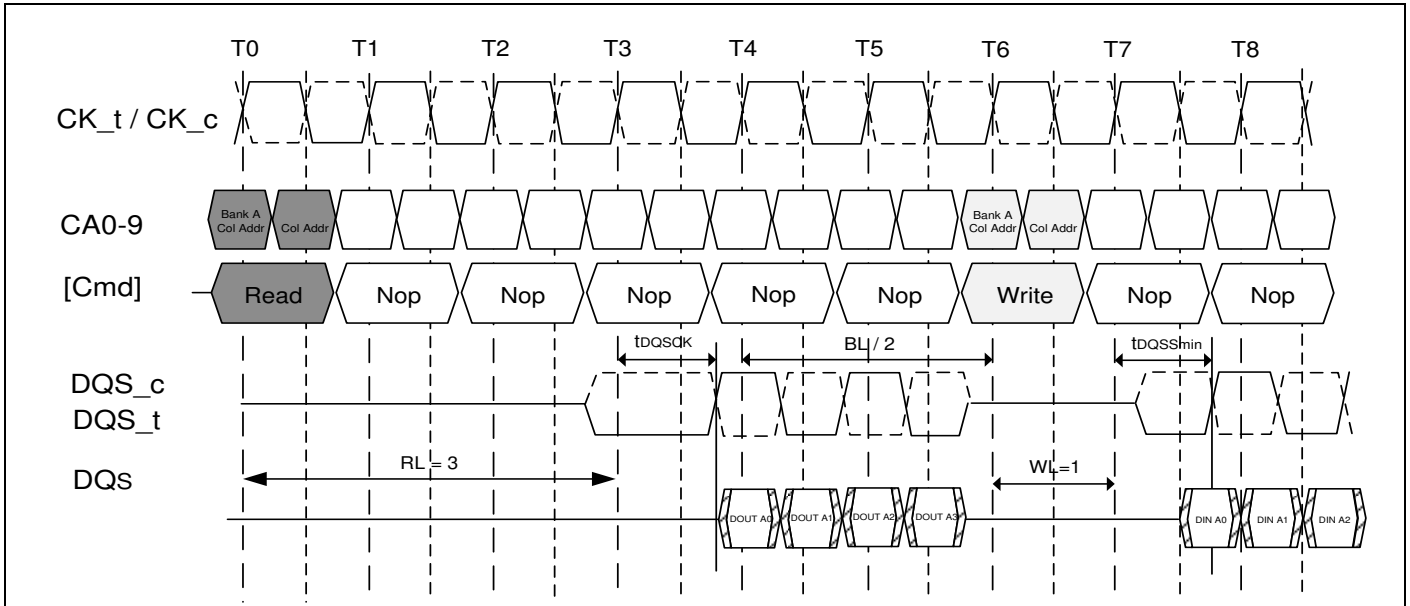 T0 T1 T2 T3 T4 T5 T6 T7 T8
CK_t / CK_c
CA0-9
Bank A
Col Addr
Col Addr
Bank A
Col Addr
Col Addr
[Cmd]
Read Nop Nop Nop Nop Nop Write Nop Nop
tDQSCK BL / 2 tDQSSmin
DQS_c
DQS_t
RL = 3 WL=1
DQs
DOUT A0 DOUT A1 DOUT A2 DOUT A3 DIN A0 DIN A1 DIN A2